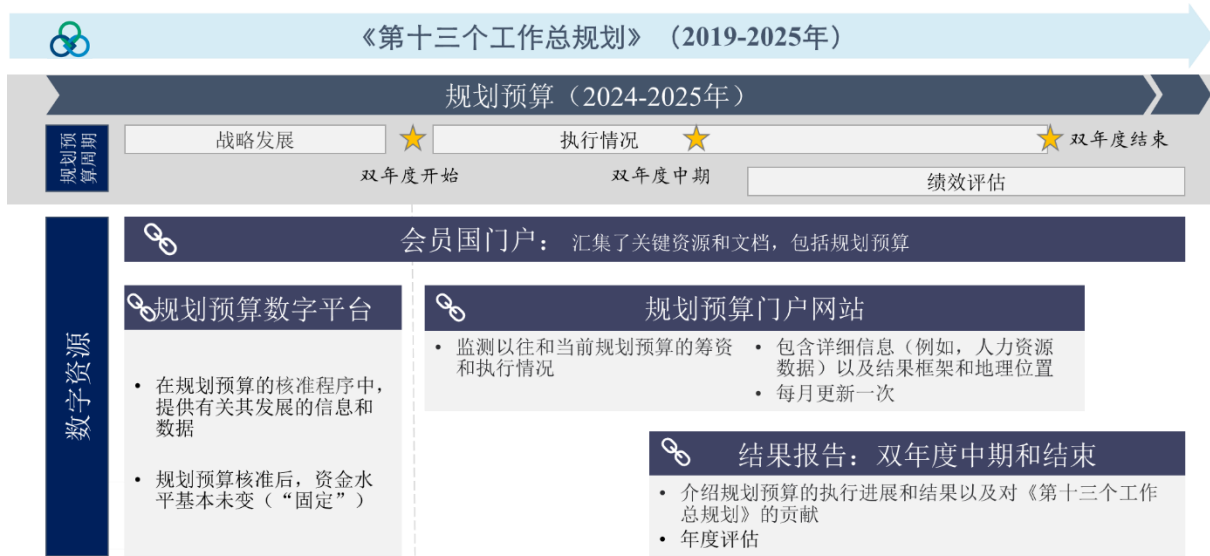 《第十三个工作总规划》（2019-2025年）
规划预算（2024-2025年）
规划预
算周期
战略发展
执行情况
双年度结束
双年度开始
双年度中期
绩效评估
数字资源
会员国门户：汇集了关键资源和文档，包括规划预算
规划预算数字平台
• 在规划预算的核准程序中，
提供有关其发展的信息和
数据
• 规划预算核准后，资金水
平基本未变（“固定”）
规划预算门户网站
• 监测以往和当前规划预算的筹资
和执行情况
• 包含详细信息（例如，人力资源
数据）以及结果框架和地理位置
• 每月更新一次
结果报告：双年度中期和结束
• 介绍规划预算的执行进展和结果以及对《第十三个工作
总规划》的贡献
• 年度评估